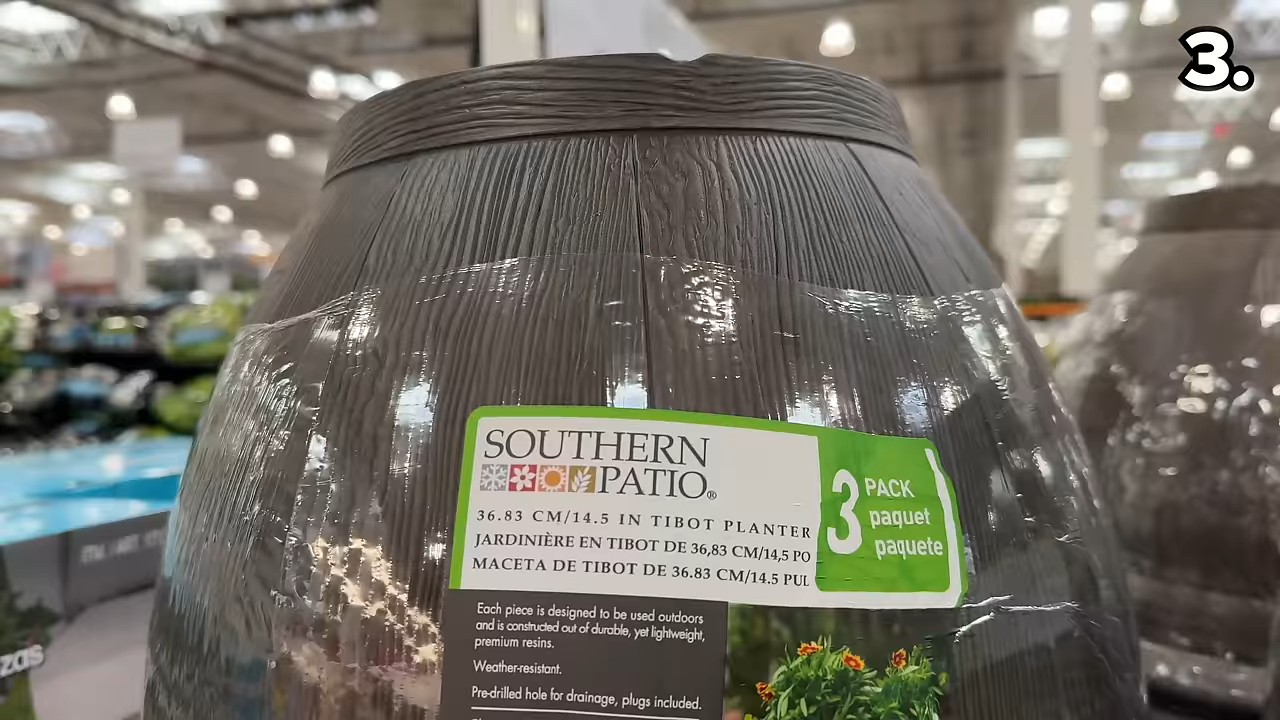 3.
SOUTHERN
PATIO®
36.83 CM/14.5 IN TIBOT PLANTER
JARDINIÈRE EN TIBOT DE 36,83 CM/14,5 PO
MACETA DE TIBOT DE 36.83 CM/14.5 PUL
3 PACK
paquet
paquete
Each piece is designed to be used outdoors
and is constructed out of durable, yet lightweight,
premium resins.
Weather-resistant.
Pre-drilled hole for drainage, plugs included.